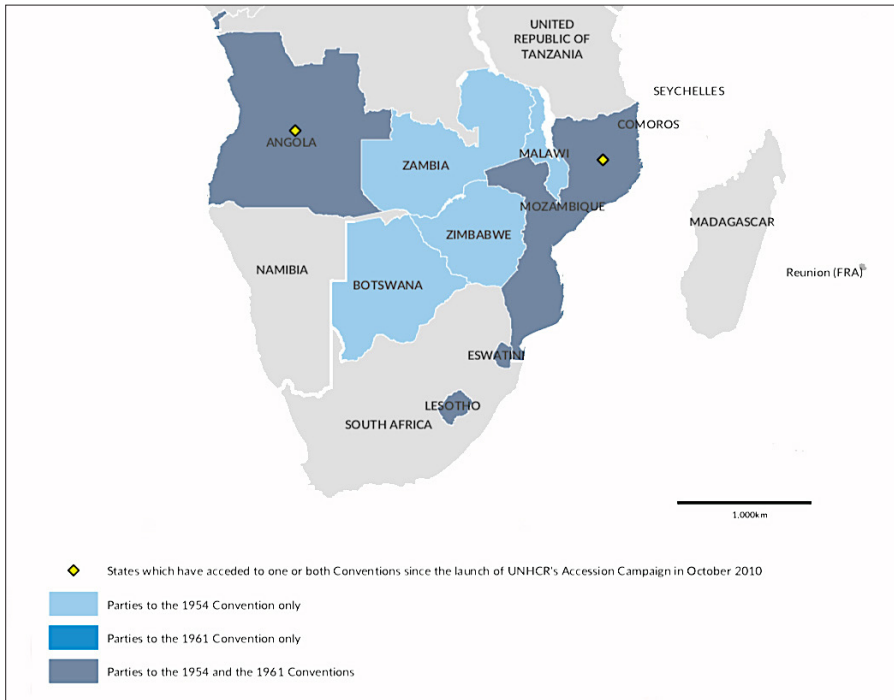 UNITED
REPUBLIC OF
TANZANIA
SEYCHELLES
COMOROS
ANGOLA
MALAWI
ZAMBIA
MOZAMBIQUE
MADAGASCAR
ZIMBABWE
NAMIBIA
Reunion (FRA)
BOTSWANA
ESWATINI
LESOTHO
SOUTH AFRICA
1,000km
States which have acceded to one or both Conventions since the launch of UNHCR's Accession Campaign in October 2010
Parties to the 1954 Convention only
Parties to the 1961 Convention only
Parties to the 1954 and the 1961 Conventions